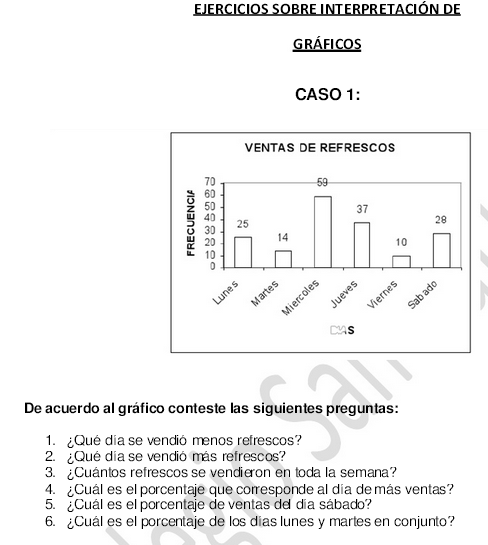 EJERCICIOS SOBRE INTERPRETACIÓN DE
GRÁFICOS
CASO 1:
VENTAS DE REFRESCOS
FRECUENCIA
70
60
50
40
30
20
10
0
25
14
59
37
10
28
Lunes
Martes
Miercoles
Jueves
Viernes
Sabado
DIAS
De acuerdo al gráfico conteste las siguientes preguntas:
1. ¿Qué día se vendió menos refrescos?
2. ¿Qué día se vendió más refrescos?
3. ¿Cuántos refrescos se vendieron en toda la semana?
4. ¿Cuál es el porcentaje que corresponde al día de más ventas?
5. ¿Cuál es el porcentaje de ventas del día sábado?
6. ¿Cuál es el porcentaje de los días lunes y martes en conjunto?